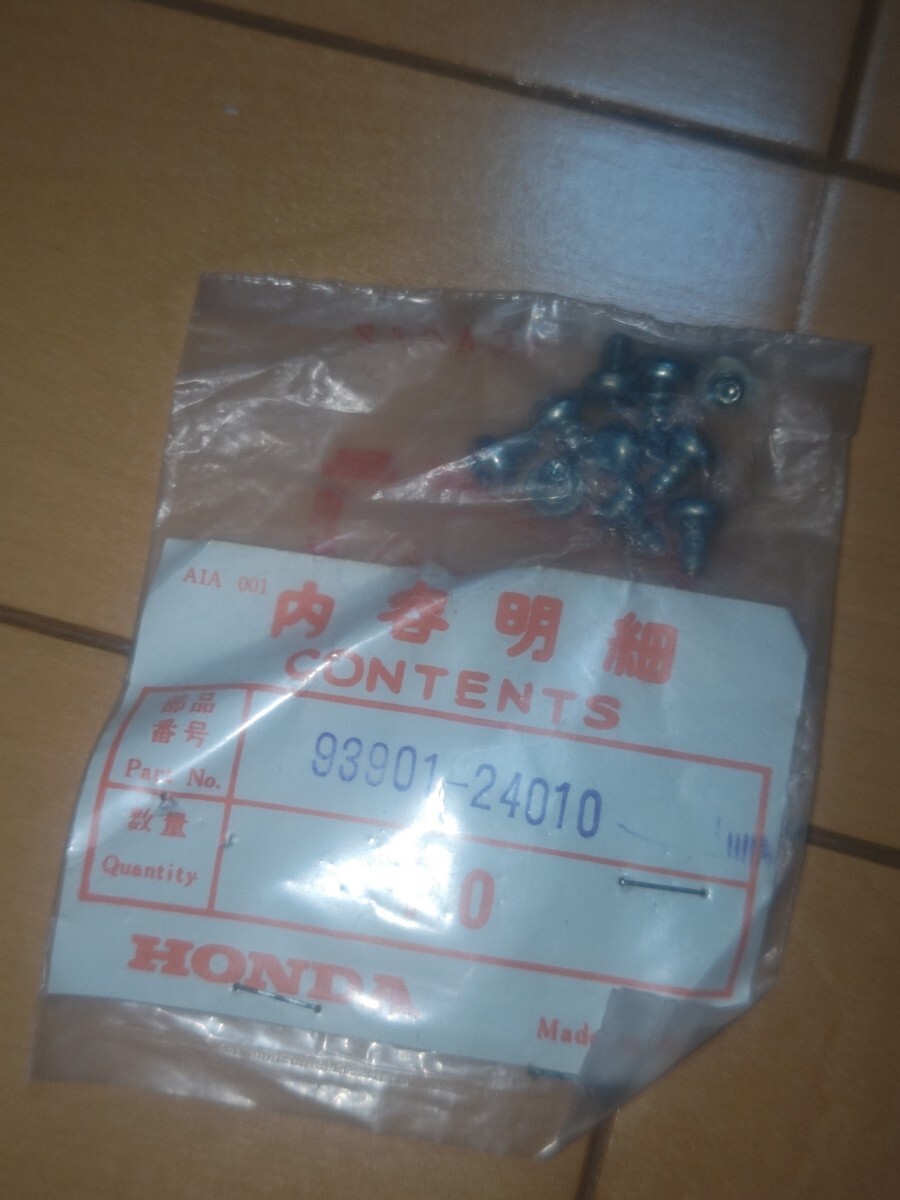 AIA 001
内容明細
CONTENTS
部品
番号
Part No.
93901-24010
数量
Quantity
10
HONDA
Made